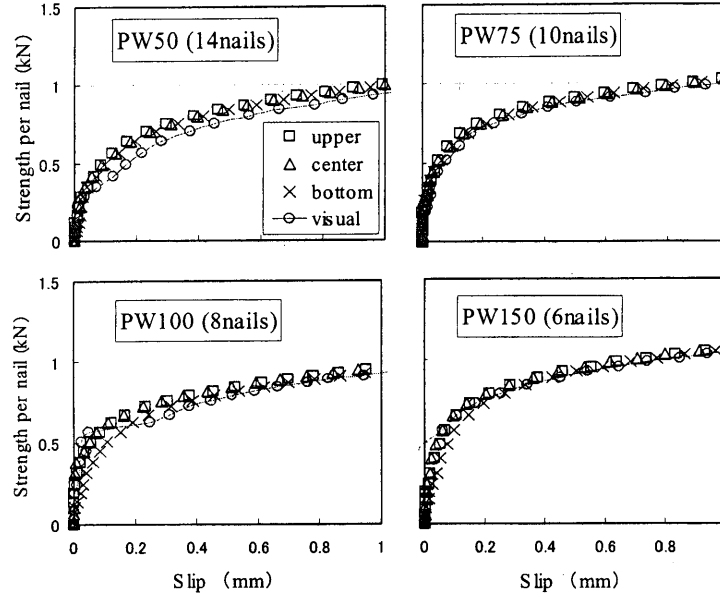 1.5
PW50 (14nails)
PW75 (10nails)
1
0.5
0
Strength per nail (kN)
□ upper
△ center
× bottom
○ visual
1.5
PW100 (8nails)
PW150 (6nails)
1
0.5
0
Strength per nail (kN)
0 0.2 0.4 0.6 0.8 1
0 0.2 0.4 0.6 0.8
Slip (mm)
Slip (mm)